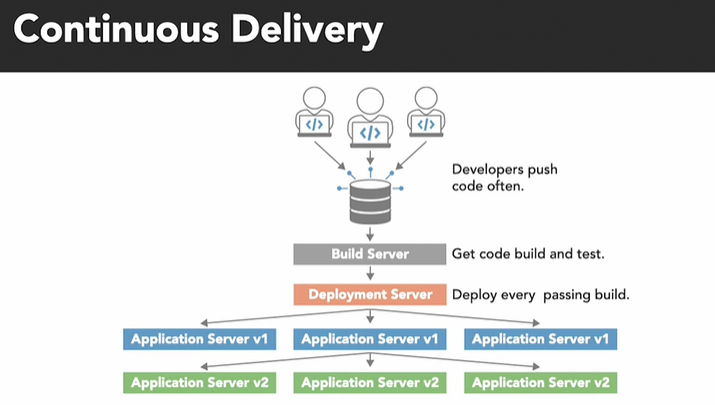 Continuous Delivery
</>
</>
</>
Developers push
code often.
Build Server
Get code build and test.
Deployment Server
Deploy every  passing build.
Application Server v1
Application Server v1
Application Server v1
Application Server v2
Application Server v2
Application Server v2